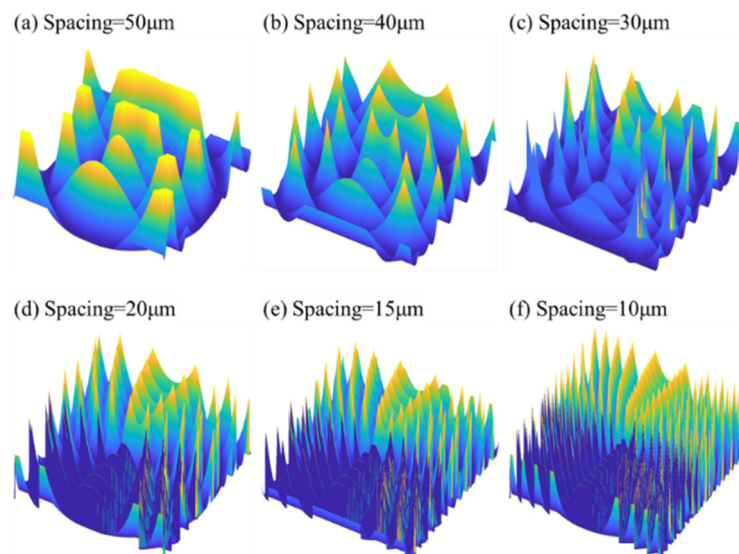 (a) Spacing=50μm
(b) Spacing=40μm
(c) Spacing=30μm
(d) Spacing=20μm
(e) Spacing=15μm
(f) Spacing=10μm